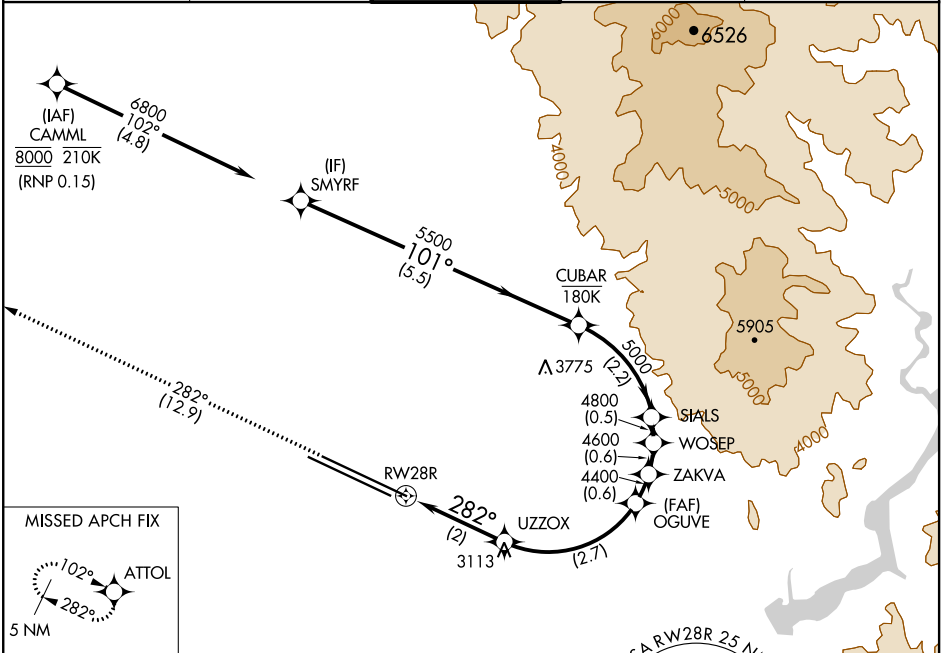 6000
6526
(IAF)
CAMML
8000 210K
(RNP 0.15)
6800
102°
(4.8)
(IF)
SMYRF
4000
5000
5500
101°
(5.5)
CUBAR
180K
5905
5000
3775
5000
(2.2)
282°
(12.9)
4800
(0.5)
SIALS
4600
(0.6)
WOSEP
4400
(0.6)
ZAKVA
4000
(FAF)
OGUVE
RW28R
282°
(2)
UZZOX
3113
(2.7)
MISSED APCH FIX
102°
ATTOL
282°
5 NM
SA RW28R 25 N